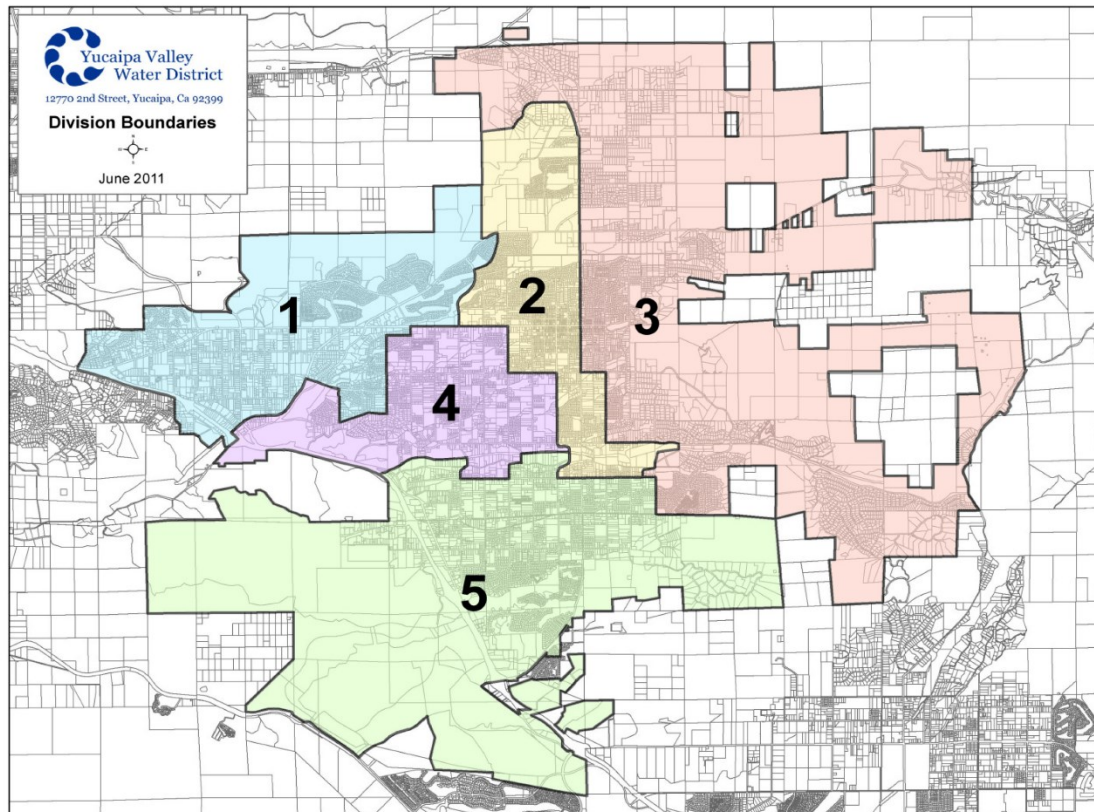 Yucaipa Valley
Water District
12770 2nd Street, Yucaipa, Ca 92399
Division Boundaries
June 2011
2
1
3
4
5